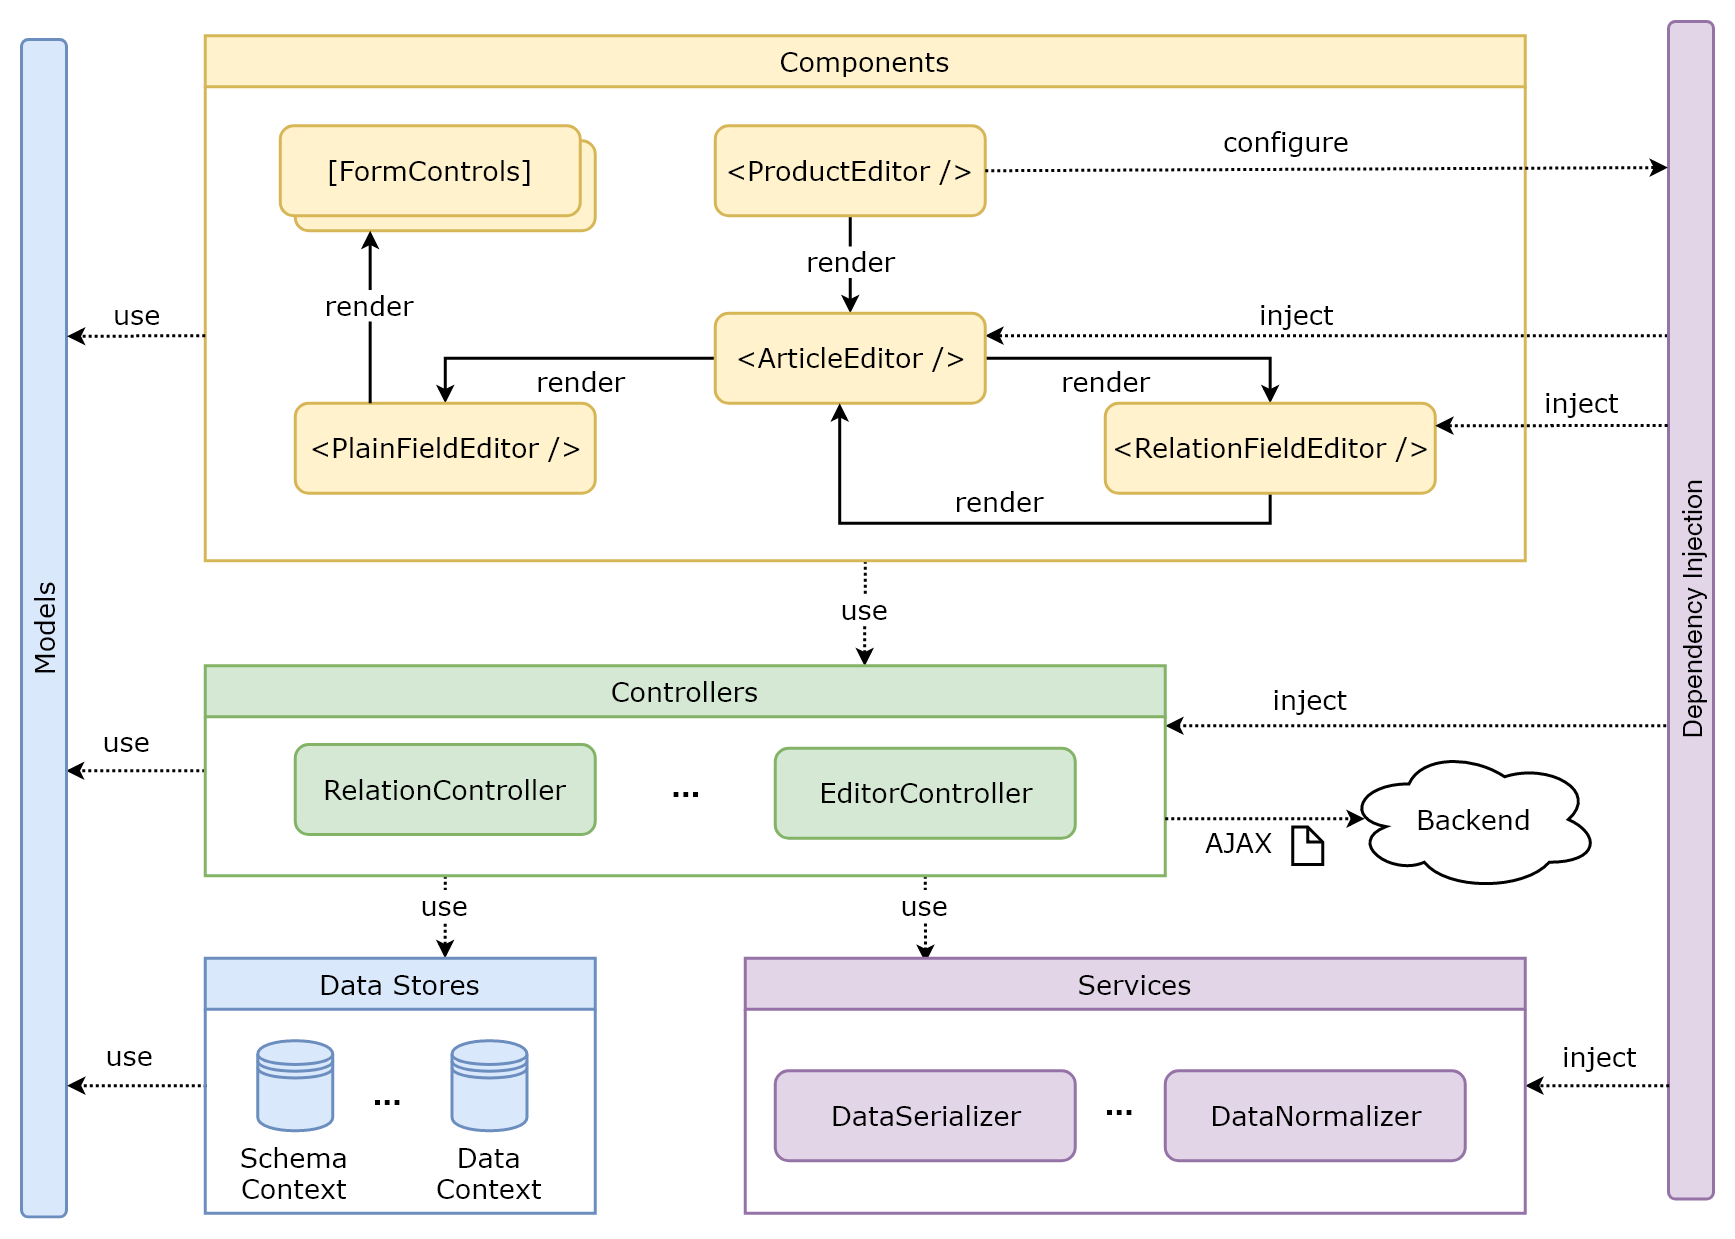 Components
[FormControls]
<ProductEditor />
configure
render
render
use
inject
<ArticleEditor />
render
render
inject
<PlainFieldEditor />
<RelationFieldEditor />
render
Models
Dependency Injection
use
Controllers
inject
use
RelationController
...
EditorController
Backend
AJAX
use
use
Data Stores
Services
use
...
inject
DataSerializer
...
DataNormalizer
Schema
Context
Data
Context